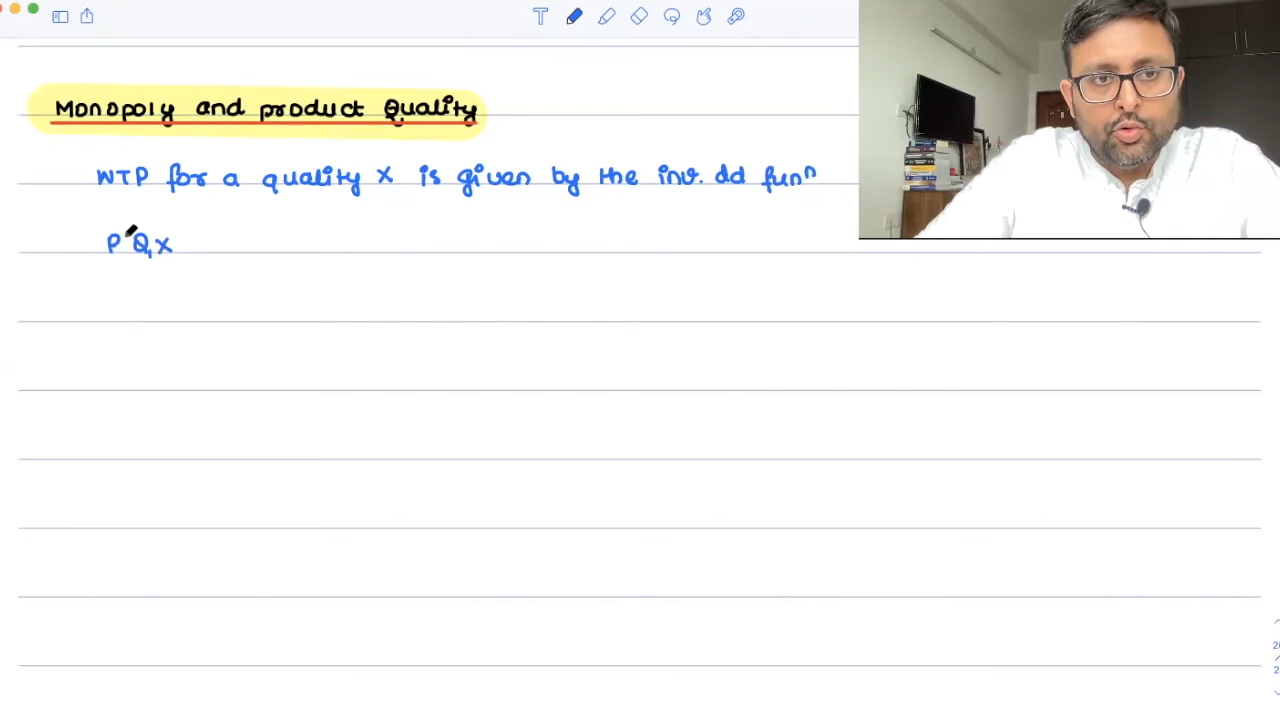 Monopoly and product Quality
WTP for a quality X is given by the inv. dd funn
P Q, X